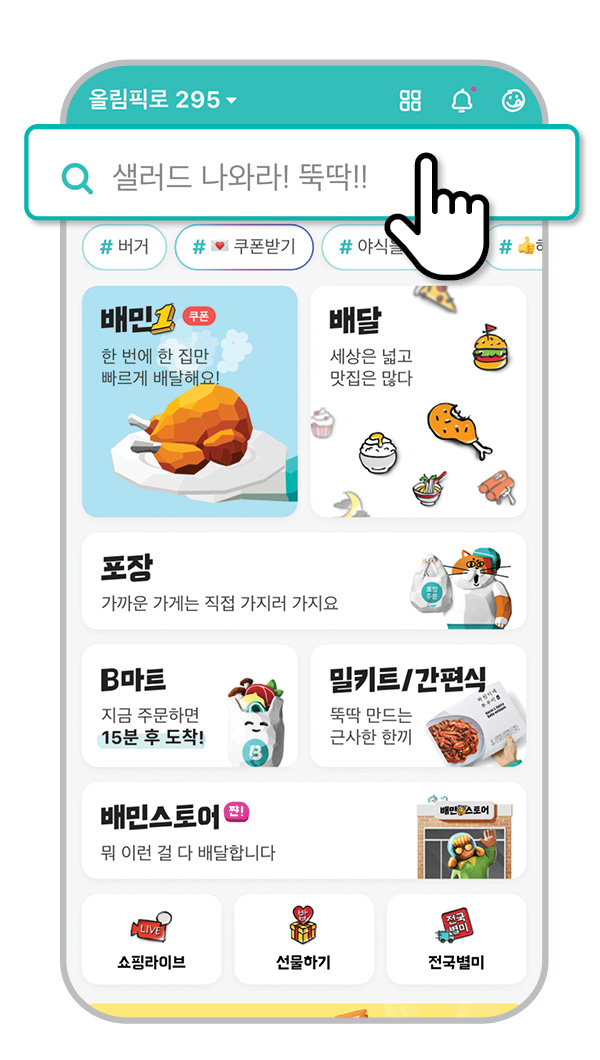 올림픽로 295
샐러드 나와라! 뚝딱!!
# 버거
# 쿠폰받기
# 야식
#
배민1 쿠폰
한 번에 한 집만
빠르게 배달해요!
배달
세상은 넓고
맛집은 많다
포장
가까운 가게는 직접 가지러 가지요
포장
주문
B마트
지금 주문하면
15분 후 도착!
B
밀키트/간편식
뚝딱 만드는
근사한 한끼
배민스토어 쨘!
뭐 이런 걸 다 배달합니다
배민스토어
LIVE
쇼핑라이브
밥
선물하기
전국
별미
전국별미